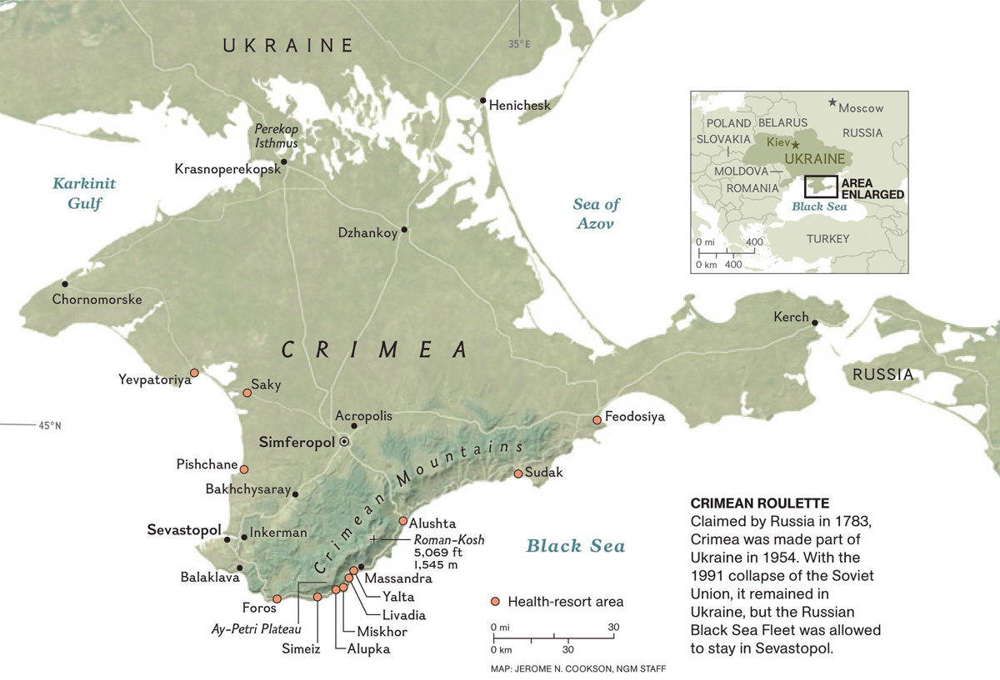 UKRAINE
35°E
Henichesk
Perekop
Isthmus
Krasnoperekopsk
Karkinit
Gulf
Sea of
Azov
Dzhankoy
Chornomorske
Kerch
CRIMEA
RUSSIA
Yevpatoriya
Saky
45°N
Acropolis
Feodosiya
Simferopol
Crimean Mountains
Pishchane
Sudak
Bakhchysaray
Alushta
Sevastopol
Inkerman
Roman-Kosh
5,069 ft
1,545 m
Black Sea
Balaklava
Massandra
Yalta
Foros
Livadia
Ay-Petri Plateau
Miskhor
Simeiz
Alupka
Health-resort area
0 mi 30
0 km 30
MAP: JEROME N. COOKSON, NGM STAFF
Moscow
POLAND
BELARUS
RUSSIA
SLOVAKIA
Kiev
UKRAINE
MOLDOVA
ROMANIA
AREA
ENLARGED
Black Sea
TURKEY
0 mi 400
0 km 400
CRIMEAN ROULETTE
Claimed by Russia in 1783,
Crimea was made part of
Ukraine in 1954. With the
1991 collapse of the Soviet
Union, it remained in
Ukraine, but the Russian
Black Sea Fleet was allowed
to stay in Sevastopol.